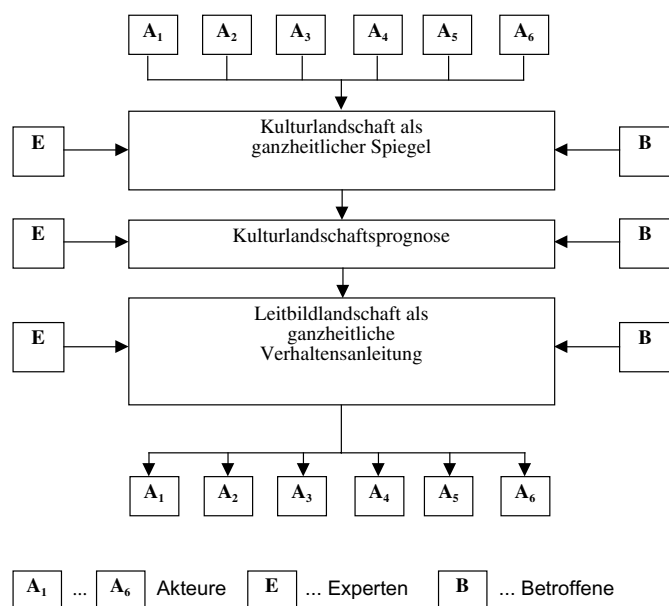 A₁ A₂ A₃ A₄ A₅ A₆
Kulturlandschaft als
E ganzheitlicher Spiegel B
E Kulturlandschaftsprognose B
Leitbildlandschaft als
E ganzheitliche B
Verhaltensanleitung
A₁ A₂ A₃ A₄ A₅ A₆
A₁ ... A₆ Akteure E ... Experten B ... Betroffene